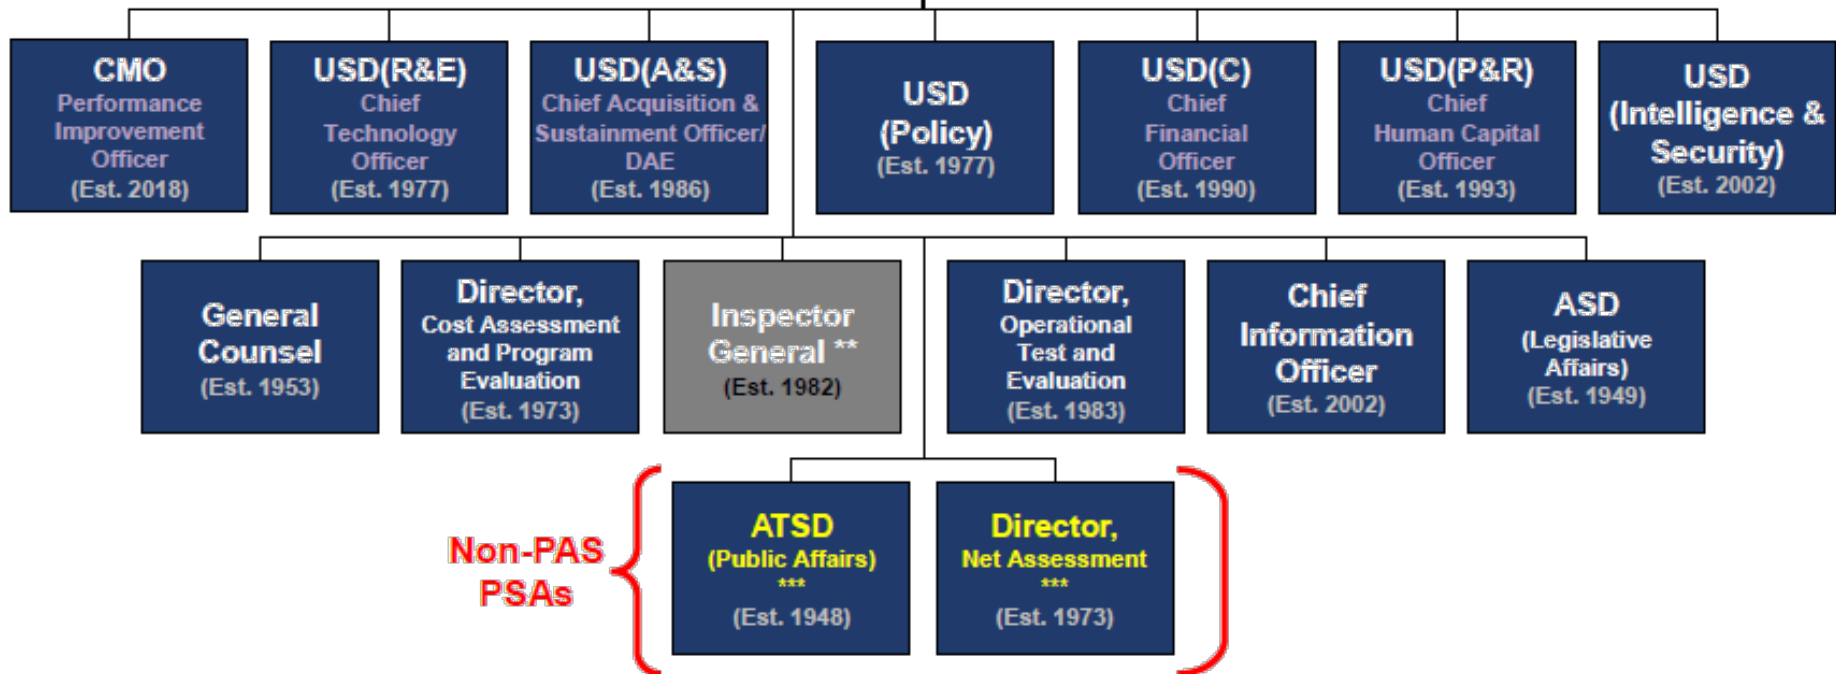 CMO
Performance
Improvement
Officer
(Est. 2018)
USD(R&E)
Chief
Technology
Officer
(Est. 1977)
USD(A&S)
Chief Acquisition &
Sustainment Officer/
DAE
(Est. 1986)
USD
(Policy)
(Est. 1977)
USD(C)
Chief
Financial
Officer
(Est. 1990)
USD(P&R)
Chief
Human Capital
Officer
(Est. 1993)
USD
(Intelligence &
Security)
(Est. 2002)
General
Counsel
(Est. 1953)
Director,
Cost Assessment
and Program
Evaluation
(Est. 1973)
Inspector
General **
(Est. 1982)
Director,
Operational
Test and
Evaluation
(Est. 1983)
Chief
Information
Officer
(Est. 2002)
ASD
(Legislative
Affairs)
(Est. 1949)
Non-PAS
PSAs
ATSD
(Public Affairs)
***
(Est. 1948)
Director,
Net Assessment
***
(Est. 1973)